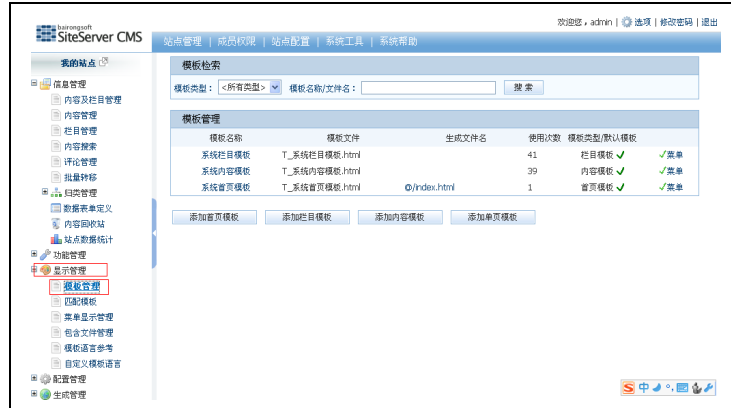 bairongsoft
SiteServer CMS
欢迎您，admin | 选项 | 修改密码 | 退出
站点管理 | 成员权限 | 站点配置 | 系统工具 | 系统帮助
我的站点
信息管理
内容及栏目管理
内容管理
栏目管理
内容搜索
评论管理
批量转移
归类管理
数据表单定义
内容回收站
站点数据统计
功能管理
显示管理
模板管理
匹配模板
菜单显示管理
包含文件管理
模板语言参考
自定义模板语言
配置管理
生成管理
模板检索
模板类型： <所有类型> 模板名称/文件名： 搜 索
模板管理
模板名称 模板文件 生成文件名 使用次数 模板类型/默认模板
系统栏目模板 T_系统栏目模板.html 41 栏目模板 ✓ √菜单
系统内容模板 T_系统内容模板.html 39 内容模板 ✓ √菜单
系统首页模板 T_系统首页模板.html @/index.html 1 首页模板 ✓ √菜单
添加首页模板 添加栏目模板 添加内容模板 添加单页模板
S 中